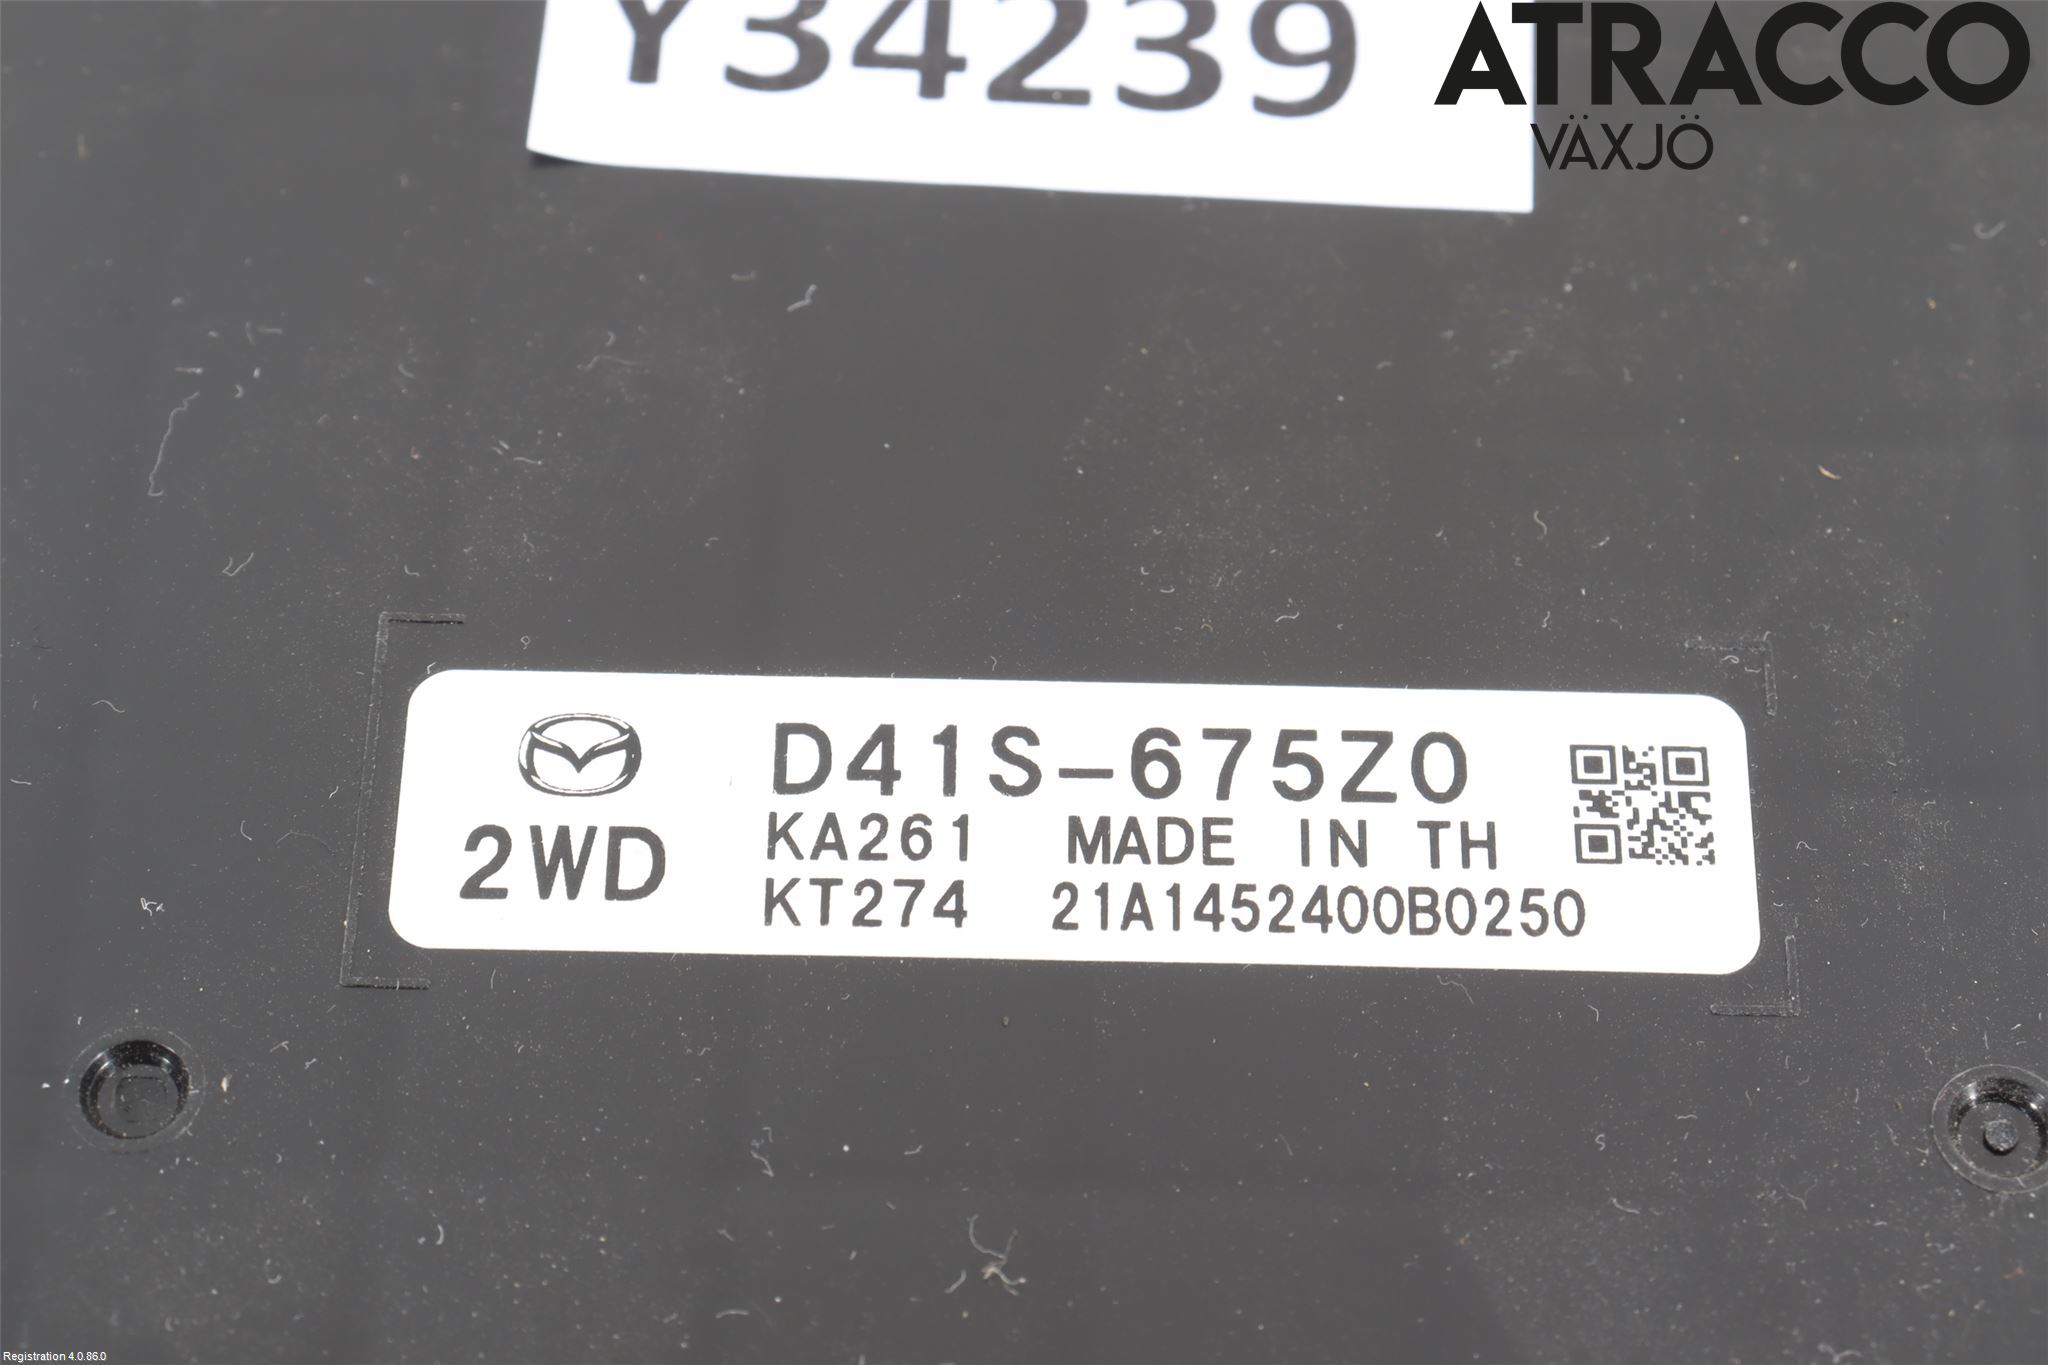 Y34239
ATRACCO
VÄXJÖ
D41S-675Z0
2WD
KA261 MADE IN TH
KT274 21A1452400B0250
Registration 4.0.86.0